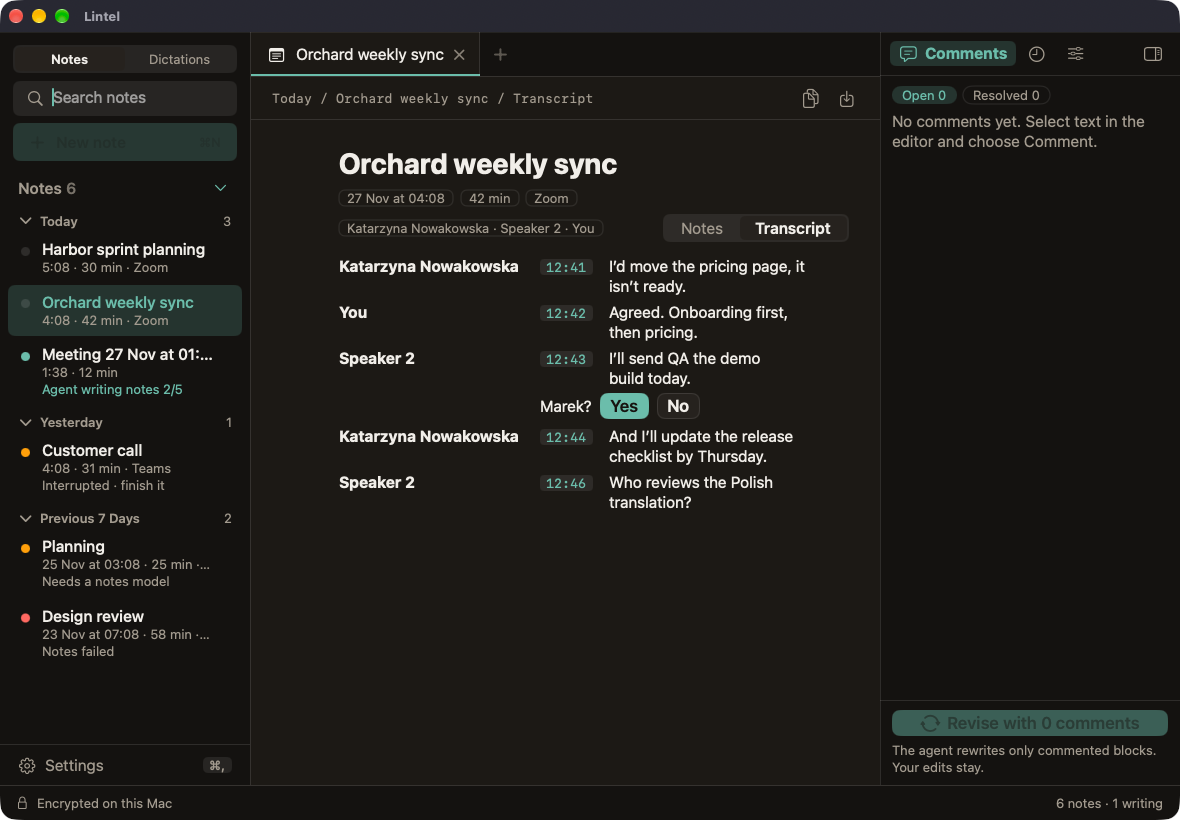 Lintel
Notes
Dictations
Search notes
+ New note ⌘N
Notes 6
Today 3
Harbor sprint planning
5:08 · 30 min · Zoom
Orchard weekly sync
4:08 · 42 min · Zoom
Meeting 27 Nov at 01:...
1:38 · 12 min
Agent writing notes 2/5
Yesterday 1
Customer call
4:08 · 31 min · Teams
Interrupted · finish it
Previous 7 Days 2
Planning
25 Nov at 03:08 · 25 min ·...
Needs a notes model
Design review
23 Nov at 07:08 · 58 min ·...
Notes failed
Settings ⌘,
Orchard weekly sync
Today / Orchard weekly sync / Transcript
Orchard weekly sync
27 Nov at 04:08 42 min Zoom
Katarzyna Nowakowska · Speaker 2 · You
Notes Transcript
Katarzyna Nowakowska 12:41 I’d move the pricing page, it
isn’t ready.
You 12:42 Agreed. Onboarding first,
then pricing.
Speaker 2 12:43 I’ll send QA the demo
build today.
Marek? Yes No
Katarzyna Nowakowska 12:44 And I’ll update the release
checklist by Thursday.
Speaker 2 12:46 Who reviews the Polish
translation?
Comments
Open 0 Resolved 0
No comments yet. Select text in the
editor and choose Comment.
Revise with 0 comments
The agent rewrites only commented blocks.
Your edits stay.
Encrypted on this Mac
6 notes · 1 writing